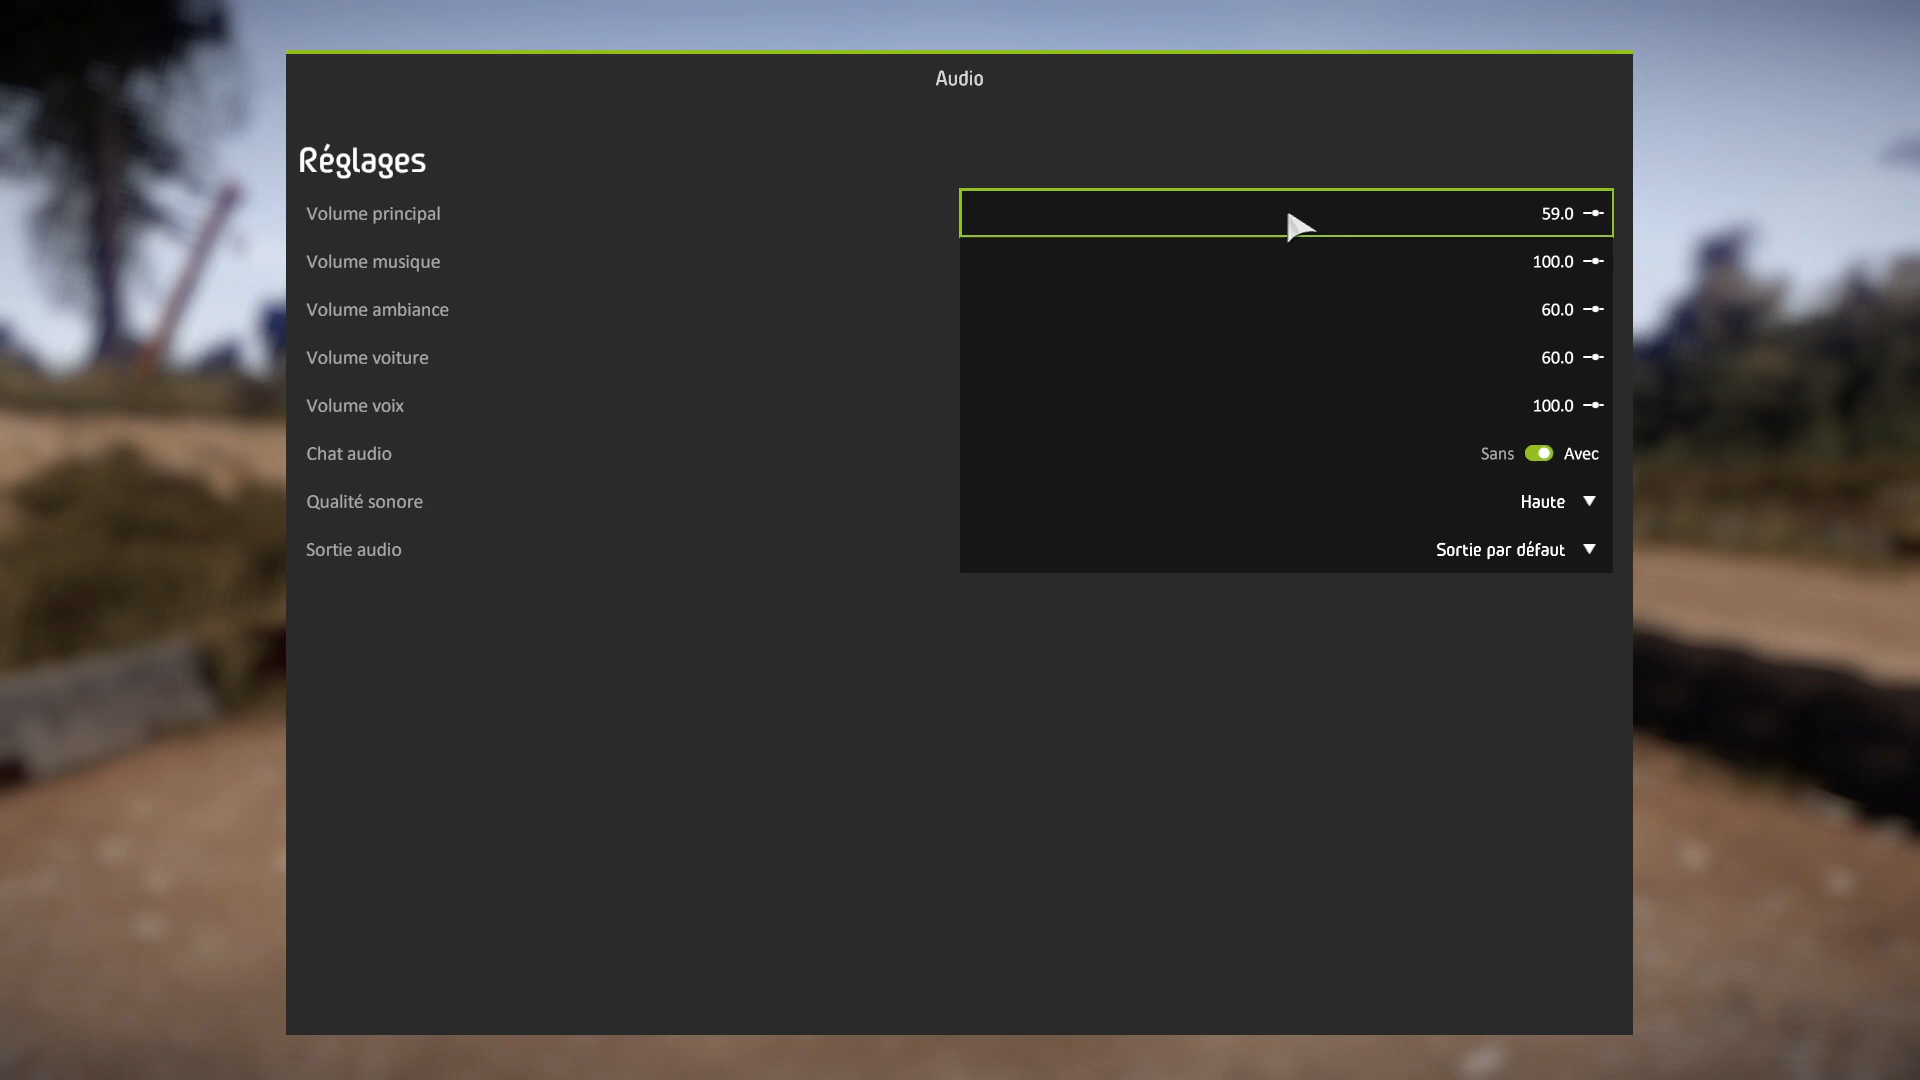 Audio
Réglages
Volume principal 59.0
Volume musique 100.0
Volume ambiance 60.0
Volume voiture 60.0
Volume voix 100.0
Chat audio Sans Avec
Qualité sonore Haute
Sortie audio Sortie par défaut